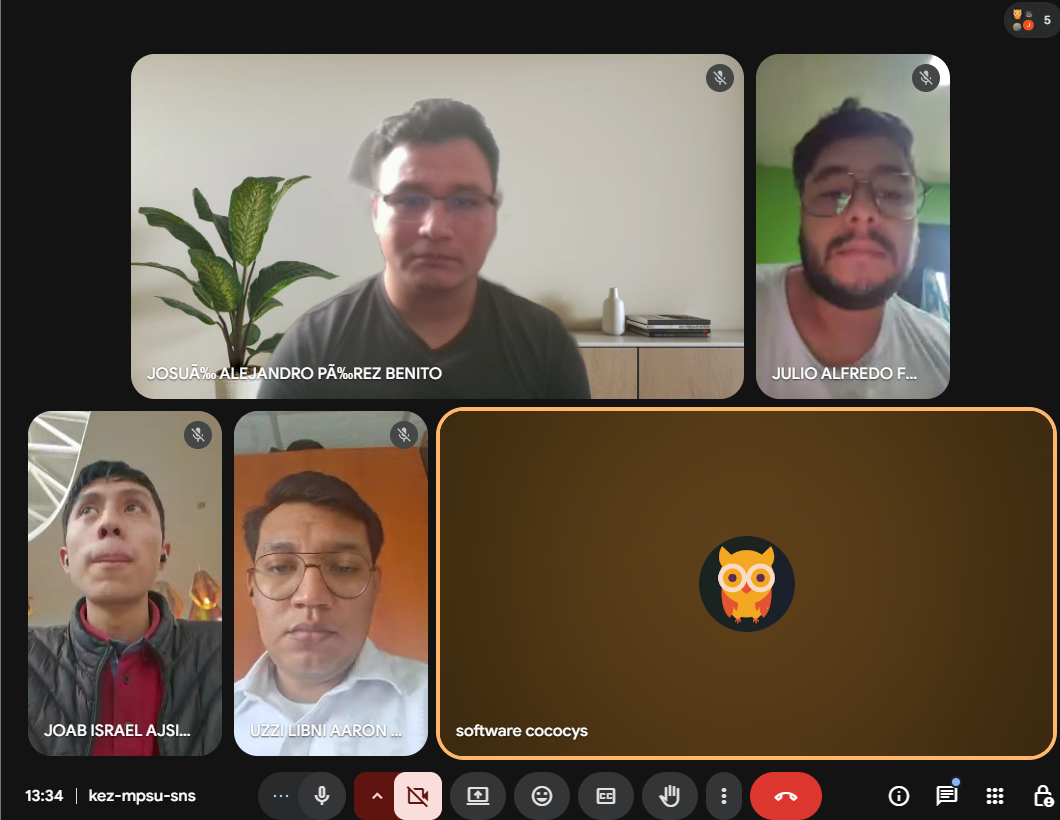 5
JOSUÃ‰ ALEJANDRO PÃ‰REZ BENITO
JULIO ALFREDO F...
JOAB ISRAEL AJSI...
UZZI LIBNI AARON ...
software cococys
13:34 | kez-mpsu-sns
CC